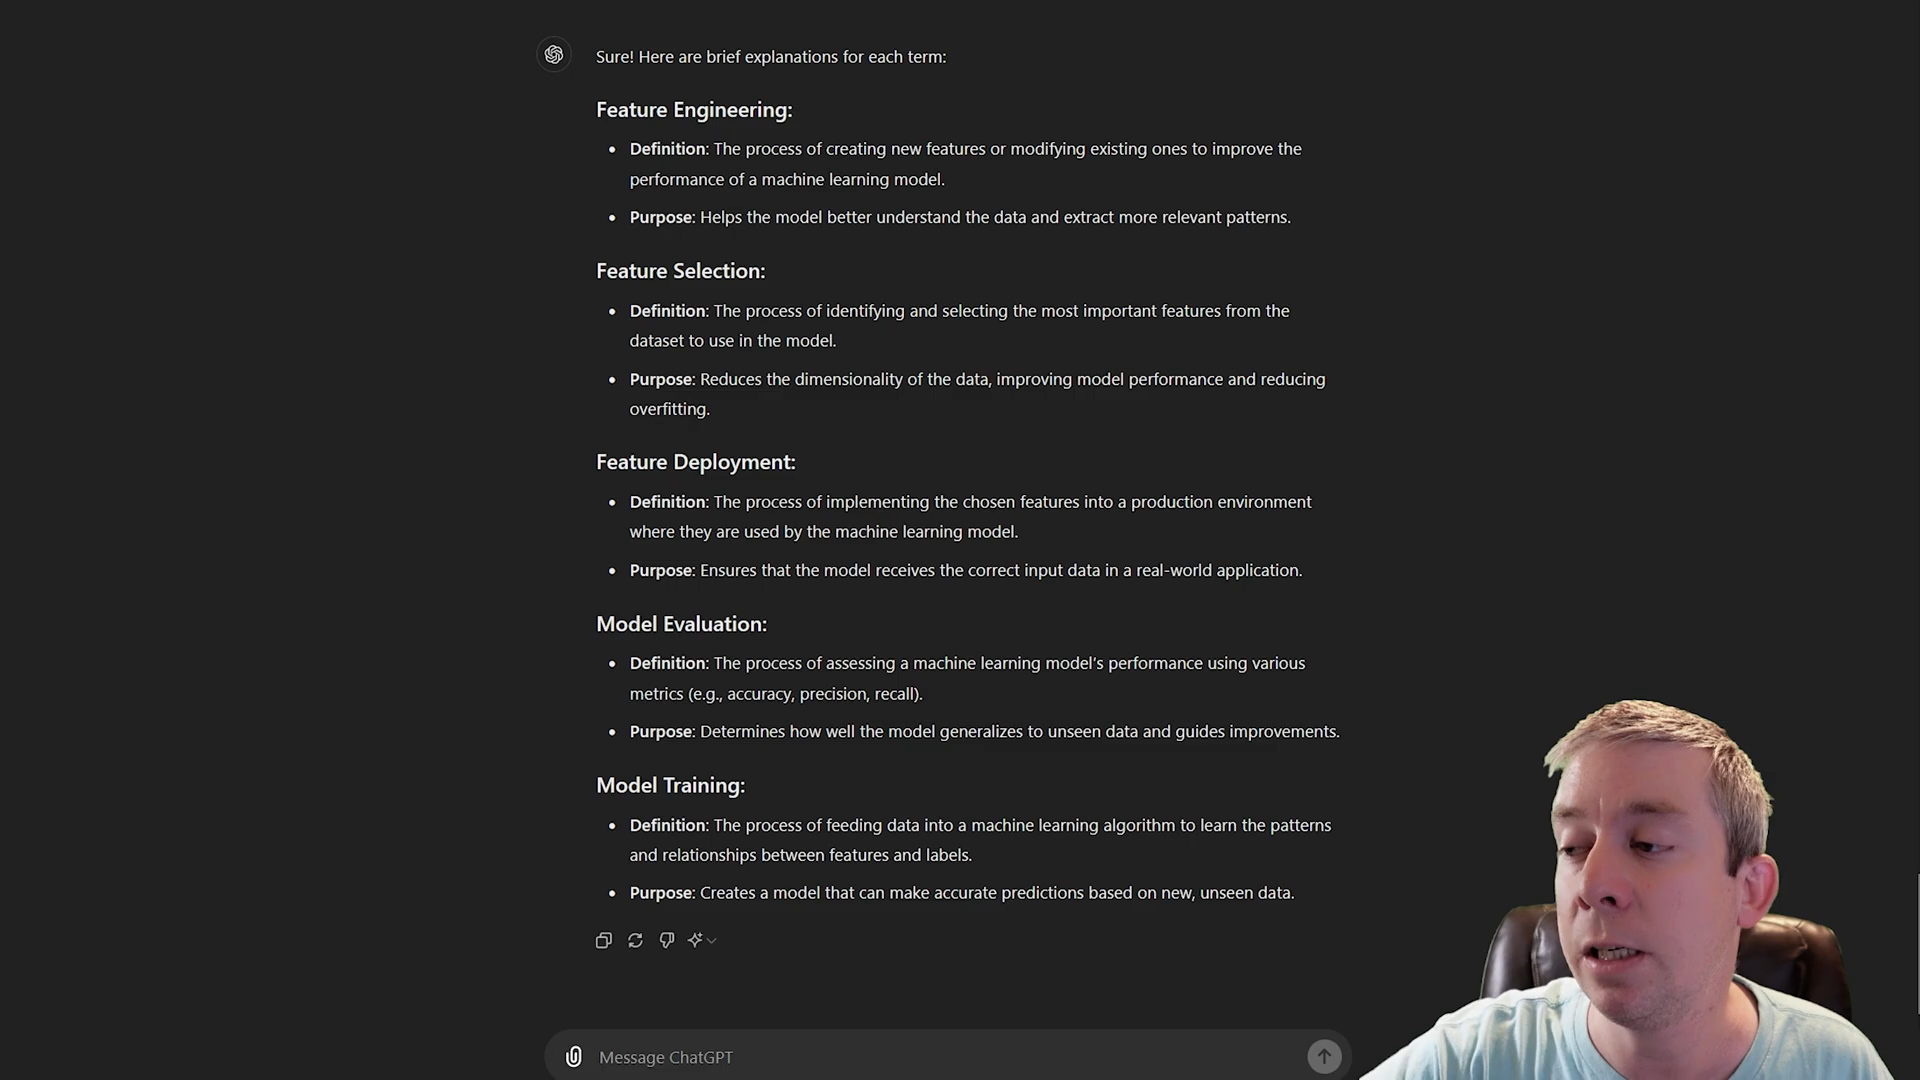 Sure! Here are brief explanations for each term:
Feature Engineering:
Definition: The process of creating new features or modifying existing ones to improve the
performance of a machine learning model.
Purpose: Helps the model better understand the data and extract more relevant patterns.
Feature Selection:
Definition: The process of identifying and selecting the most important features from the
dataset to use in the model.
Purpose: Reduces the dimensionality of the data, improving model performance and reducing
overfitting.
Feature Deployment:
Definition: The process of implementing the chosen features into a production environment
where they are used by the machine learning model.
Purpose: Ensures that the model receives the correct input data in a real-world application.
Model Evaluation:
Definition: The process of assessing a machine learning model's performance using various
metrics (e.g., accuracy, precision, recall).
Purpose: Determines how well the model generalizes to unseen data and guides improvements.
Model Training:
Definition: The process of feeding data into a machine learning algorithm to learn the patterns
and relationships between features and labels.
Purpose: Creates a model that can make accurate predictions based on new, unseen data.
Message ChatGPT